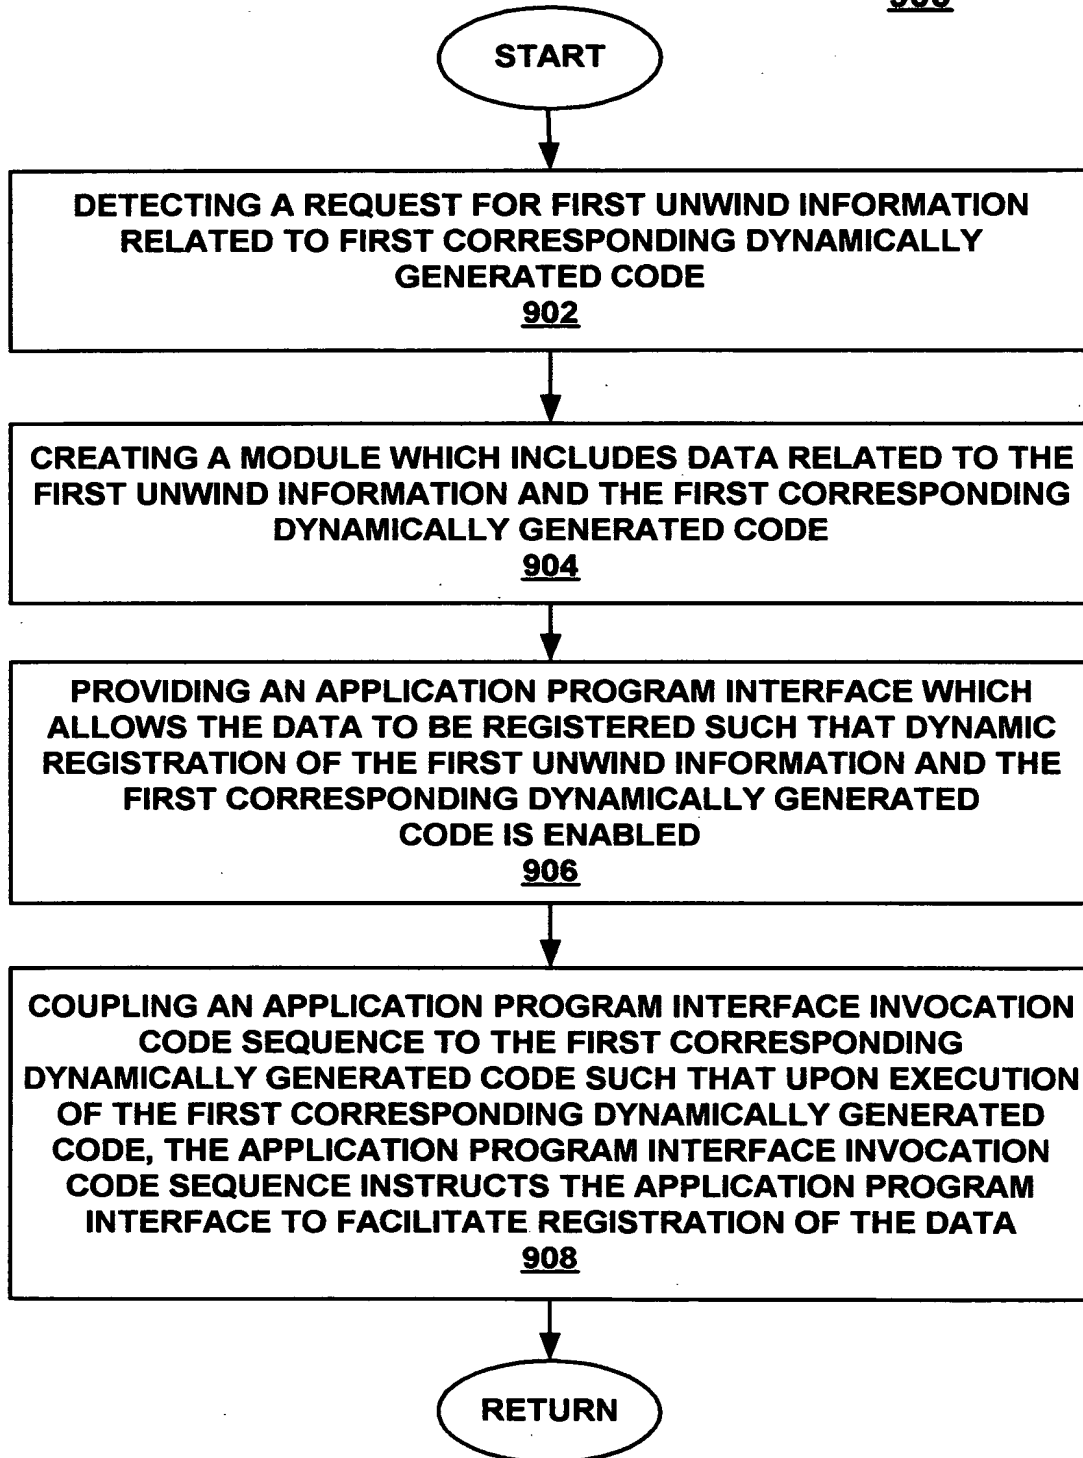 START
DETECTING A REQUEST FOR FIRST UNWIND INFORMATION
RELATED TO FIRST CORRESPONDING DYNAMICALLY
GENERATED CODE
902
CREATING A MODULE WHICH INCLUDES DATA RELATED TO THE
FIRST UNWIND INFORMATION AND THE FIRST CORRESPONDING
DYNAMICALLY GENERATED CODE
904
PROVIDING AN APPLICATION PROGRAM INTERFACE WHICH
ALLOWS THE DATA TO BE REGISTERED SUCH THAT DYNAMIC
REGISTRATION OF THE FIRST UNWIND INFORMATION AND THE
FIRST CORRESPONDING DYNAMICALLY GENERATED
CODE IS ENABLED
906
COUPLING AN APPLICATION PROGRAM INTERFACE INVOCATION
CODE SEQUENCE TO THE FIRST CORRESPONDING
DYNAMICALLY GENERATED CODE SUCH THAT UPON EXECUTION
OF THE FIRST CORRESPONDING DYNAMICALLY GENERATED
CODE, THE APPLICATION PROGRAM INTERFACE INVOCATION
CODE SEQUENCE INSTRUCTS THE APPLICATION PROGRAM
INTERFACE TO FACILITATE REGISTRATION OF THE DATA
908
RETURN